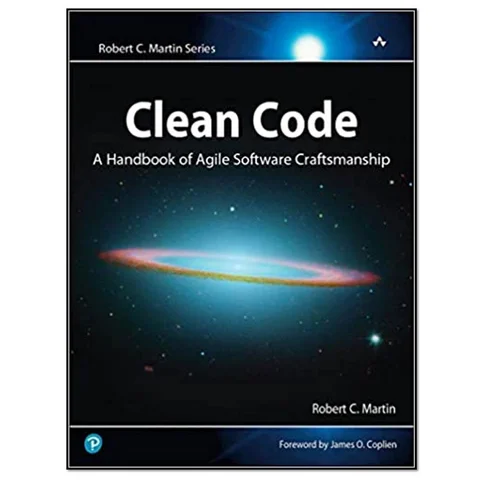 Robert C. Martin Series
Clean Code
A Handbook of Agile Software Craftsmanship
Robert C. Martin
Foreword by James O. Coplien